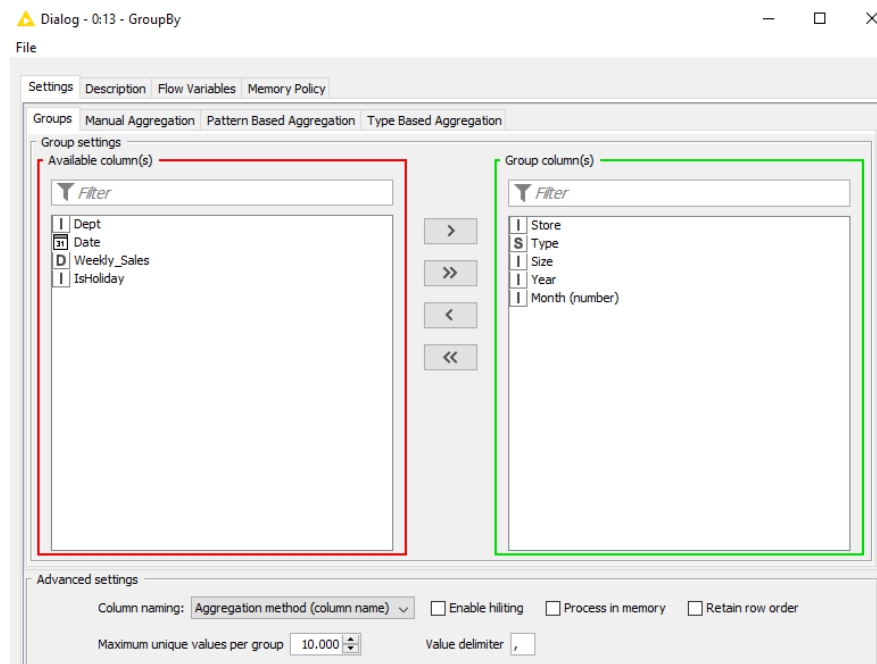 Dialog - 0:13 - GroupBy
File
Settings Description Flow Variables Memory Policy
Groups Manual Aggregation Pattern Based Aggregation Type Based Aggregation
Group settings
Available column(s)
Filter
I Dept
31 Date
D Weekly_Sales
I IsHoliday
>
>>
<
<<
Group column(s)
Filter
I Store
S Type
I Size
I Year
I Month (number)
Advanced settings
Column naming: Aggregation method (column name) Enable hiliting Process in memory Retain row order
Maximum unique values per group 10.000 Value delimiter ,